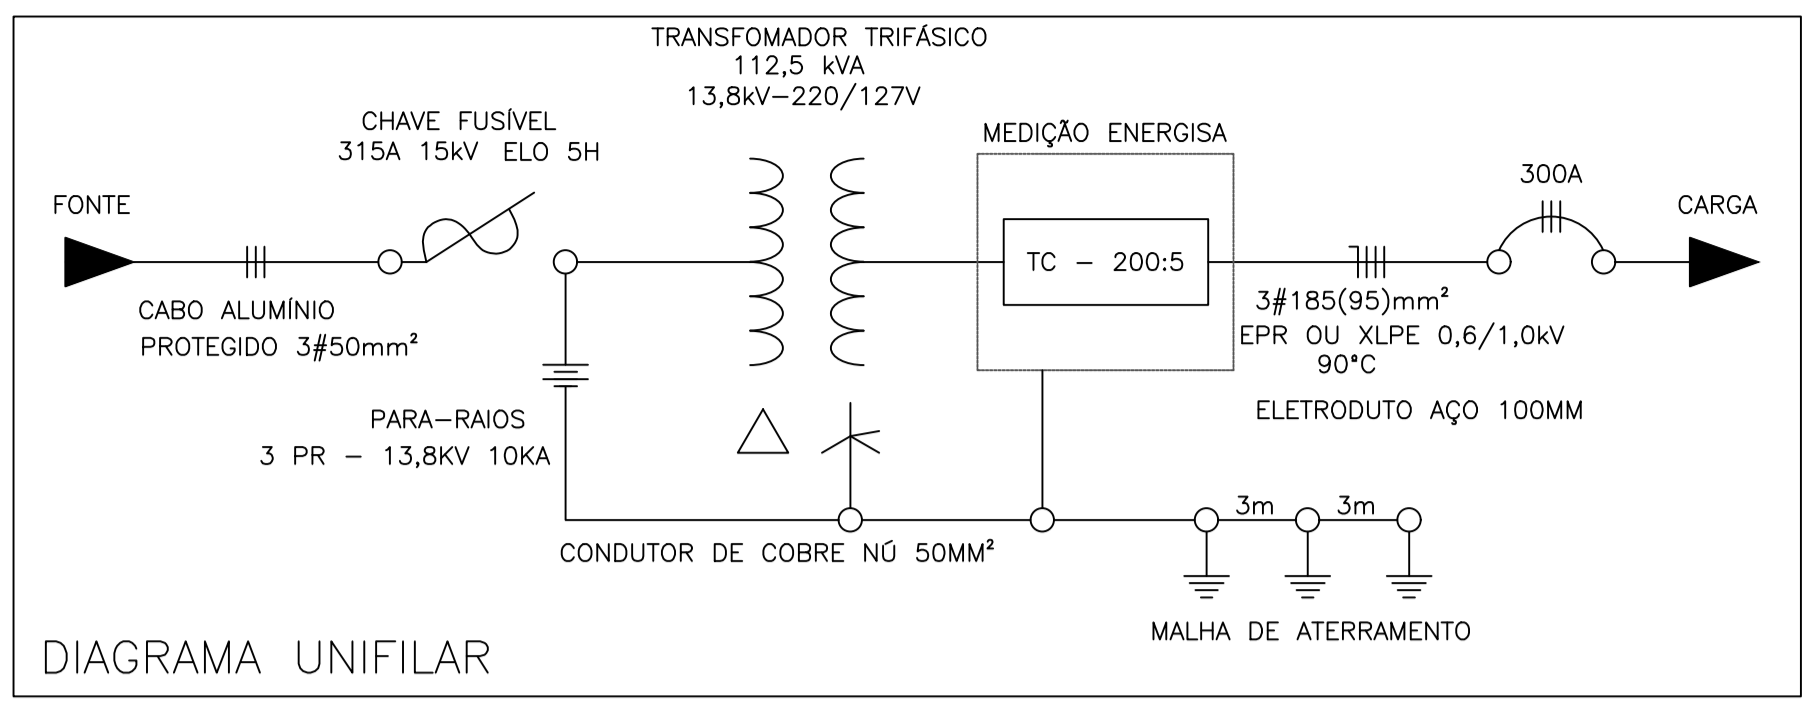 TRANSFOMADOR TRIFÁSICO
112,5 kVA
13,8kV-220/127V
CHAVE FUSÍVEL
315A 15kV ELO 5H
MEDIÇÃO ENERGISA
300A
FONTE
CARGA
TC - 200:5
CABO ALUMÍNIO
PROTEGIDO 3#50mm²
3#185(95)mm²
EPR OU XLPE 0,6/1,0kV
90°C
ELETRODUTO AÇO 100MM
PARA-RAIOS
3 PR - 13,8KV 10KA
3m
3m
CONDUTOR DE COBRE NÚ 50MM²
MALHA DE ATERRAMENTO
DIAGRAMA UNIFILAR